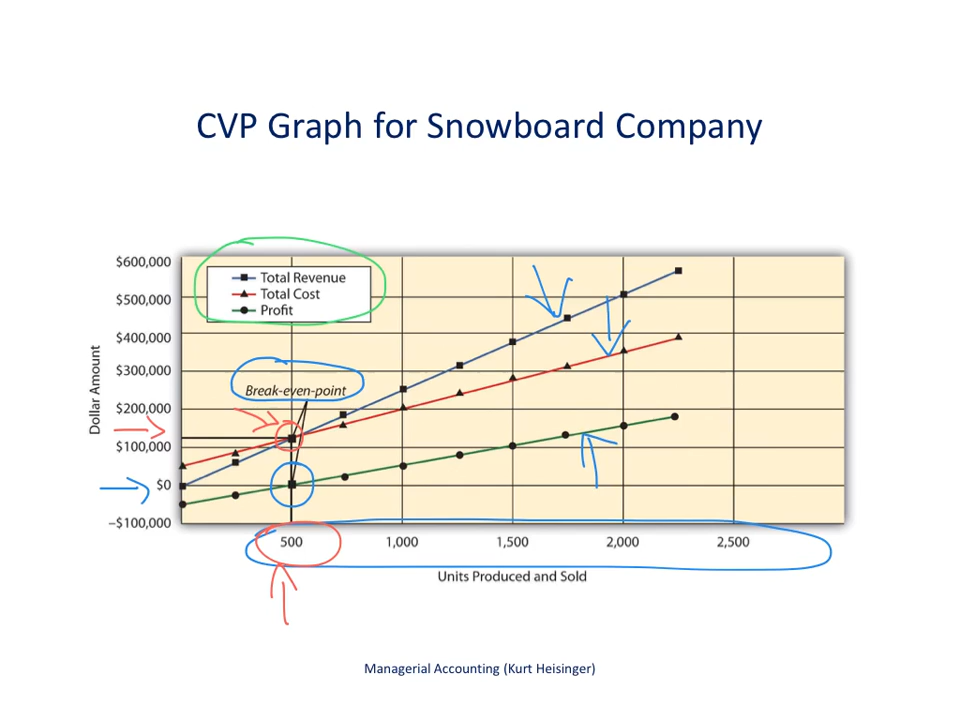 CVP Graph for Snowboard Company
$600,000
$500,000
$400,000
$300,000
$200,000
$100,000
$0
–$100,000
Dollar Amount
Total Revenue
Total Cost
Profit
Break-even-point
500 1,000 1,500 2,000 2,500
Units Produced and Sold
Managerial Accounting (Kurt Heisinger)